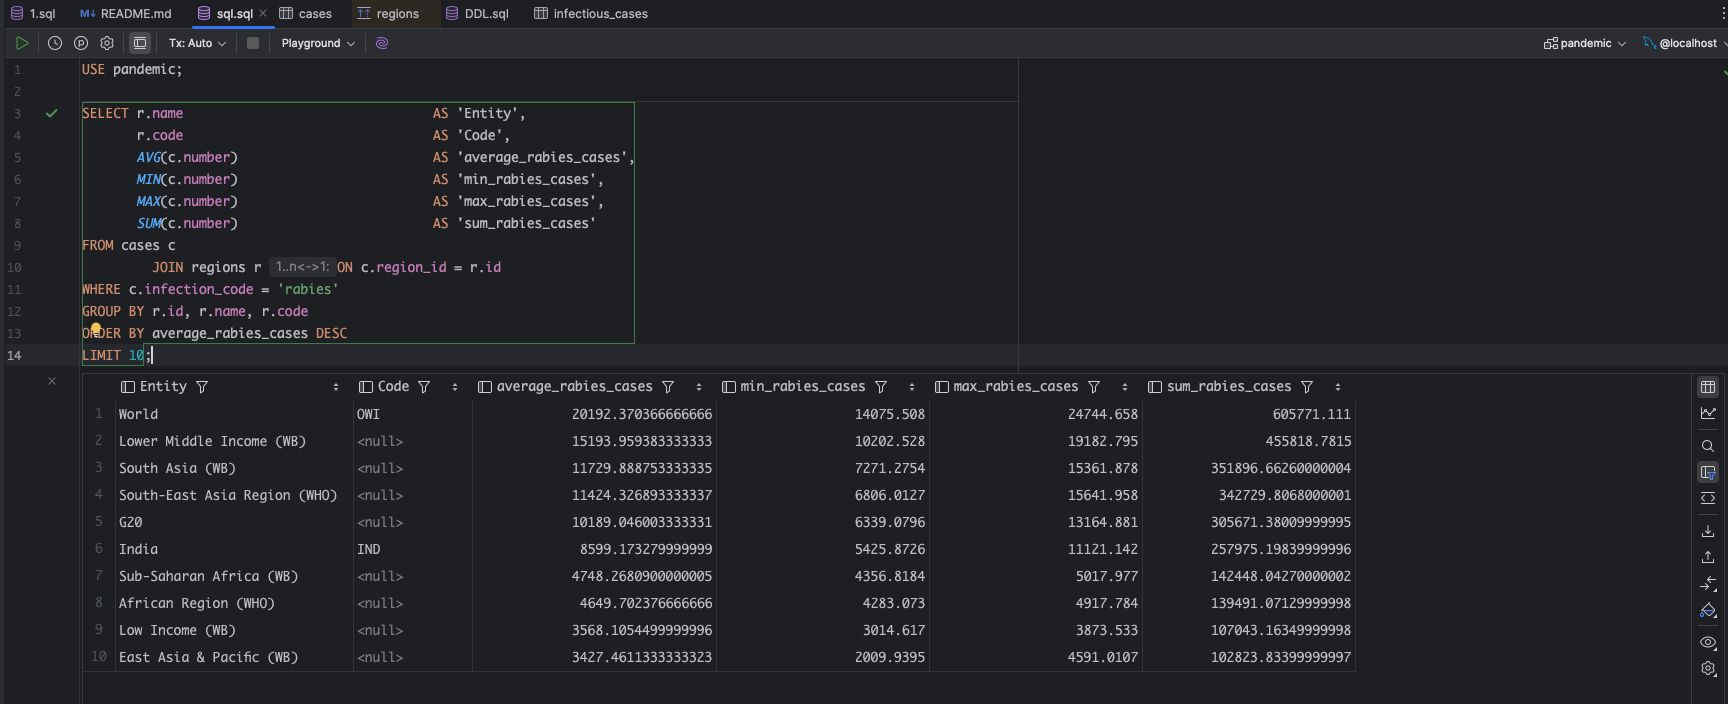 1.sql
README.md
sql.sql
cases
regions
DDL.sql
infectious_cases
Tx: Auto
Playground
pandemic
@localhost
1 USE pandemic;
2
3 SELECT r.name AS 'Entity',
4 r.code AS 'Code',
5 AVG(c.number) AS 'average_rabies_cases',
6 MIN(c.number) AS 'min_rabies_cases',
7 MAX(c.number) AS 'max_rabies_cases',
8 SUM(c.number) AS 'sum_rabies_cases'
9 FROM cases c
10 JOIN regions r 1..n<->1: ON c.region_id = r.id
11 WHERE c.infection_code = 'rabies'
12 GROUP BY r.id, r.name, r.code
13 ORDER BY average_rabies_cases DESC
14 LIMIT 10;
Entity Code average_rabies_cases min_rabies_cases max_rabies_cases sum_rabies_cases
1 World OWI 20192.370366666666 14075.508 24744.658 605771.111
2 Lower Middle Income (WB) <null> 15193.959383333333 10202.528 19182.795 455818.7815
3 South Asia (WB) <null> 11729.888753333335 7271.2754 15361.878 351896.66260000004
4 South-East Asia Region (WHO) <null> 11424.326893333337 6806.0127 15641.958 342729.8068000001
5 G20 <null> 10189.046003333331 6339.0796 13164.881 305671.38009999995
6 India IND 8599.173279999999 5425.8726 11121.142 257975.19839999996
7 Sub-Saharan Africa (WB) <null> 4748.2680900000005 4356.8184 5017.977 142448.04270000002
8 African Region (WHO) <null> 4649.702376666666 4283.073 4917.784 139491.07129999998
9 Low Income (WB) <null> 3568.1054499999996 3014.617 3873.533 107043.16349999998
10 East Asia & Pacific (WB) <null> 3427.4611333333323 2009.9395 4591.0107 102823.83399999997